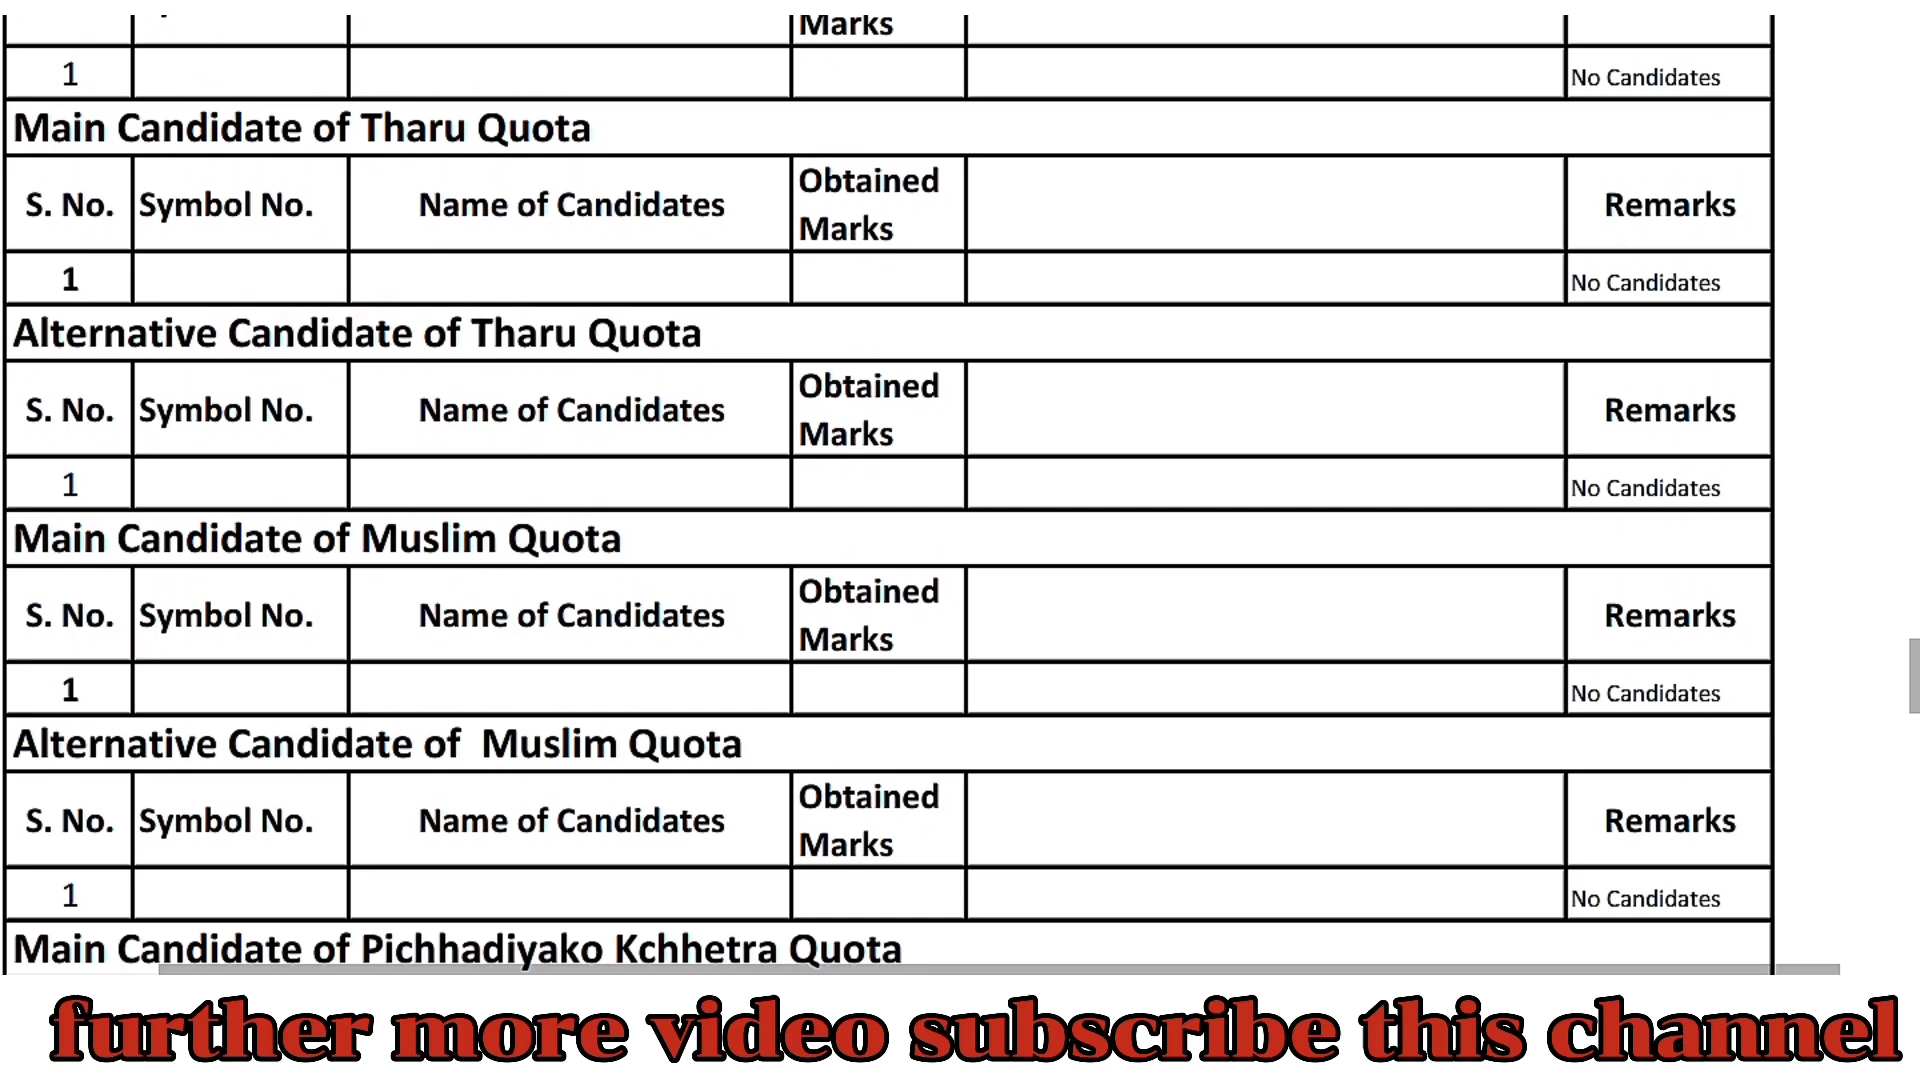 Marks
1 No Candidates
Main Candidate of Tharu Quota
S. No. Symbol No. Name of Candidates Obtained Marks Remarks
1 No Candidates
Alternative Candidate of Tharu Quota
S. No. Symbol No. Name of Candidates Obtained Marks Remarks
1 No Candidates
Main Candidate of Muslim Quota
S. No. Symbol No. Name of Candidates Obtained Marks Remarks
1 No Candidates
Alternative Candidate of  Muslim Quota
S. No. Symbol No. Name of Candidates Obtained Marks Remarks
1 No Candidates
Main Candidate of Pichhadiyako Kchhetra Quota
further more video subscribe this channel